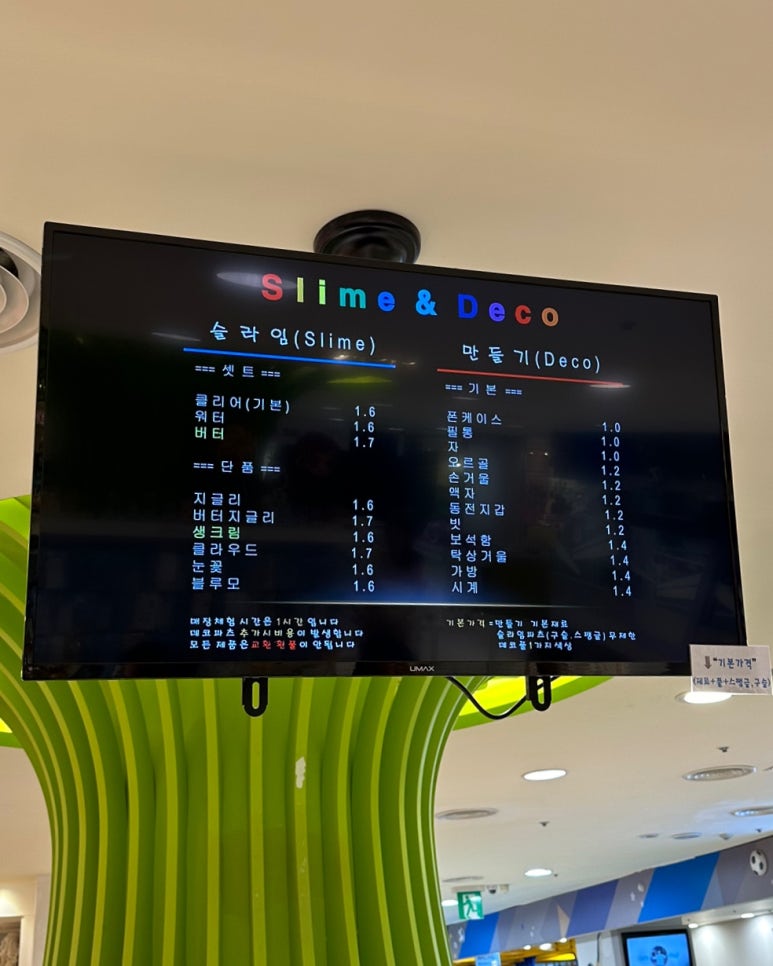 Slime & Deco
슬라임(Slime)
=== 셋트 ===
클리어(기본) 1.6
워터 1.6
버터 1.7
=== 단품 ===
지글리 1.6
버터지글리 1.7
생크림 1.6
클라우드 1.7
눈꽃 1.6
블루모 1.6
매장체험시간은 1시간 입니다
데코파츠 추가시비용이 발생합니다
모든 제품은교환환불이 안됩니다
만들기(Deco)
=== 기본 ===
폰케이스 1.0
필통 1.0
자 1.0
오르골 1.2
손거울 1.2
액자 1.2
동전지갑 1.2
빗 1.2
보석함 1.4
탁상거울 1.4
가방 1.4
시계 1.4
기본가격 =만들기 기본재료
슬라임파츠(구슬,스팽글)무제한
데코풀1가지색상
UMAX
"기본가격"
(재료+풀+스팽글,구슬)